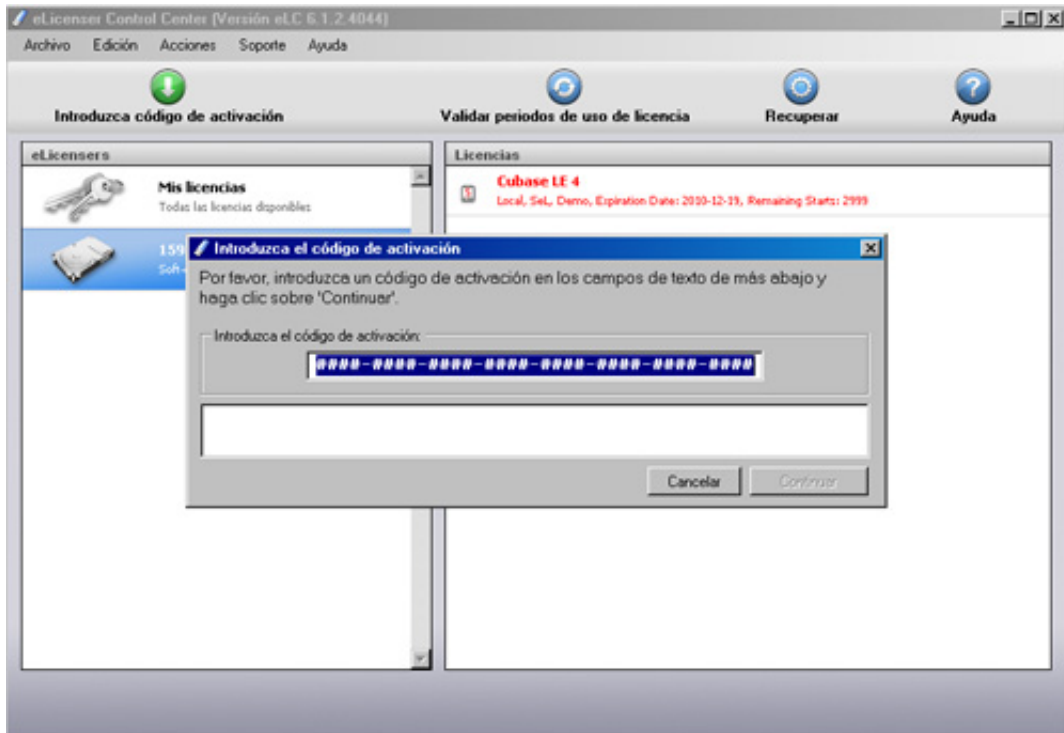 eLicenser Control Center (Versión eLC 6.1.2.4044)
Archivo Edición Acciones Soporte Ayuda
Introduzca código de activación Validar periodos de uso de licencia Recuperar Ayuda
eLicensers
Mis licencias
Todas las licencias disponibles
159
Soft-
Licencias
Cubase LE 4
Local, SeL, Demo, Expiration Date: 2010-12-19, Remaining Starts: 2999
Introduzca el código de activación
Por favor, introduzca un código de activación en los campos de texto de más abajo y
haga clic sobre 'Continuar'.
Introduzca el código de activación:
####-####-####-####-####-####-####-####
Cancelar Continuar